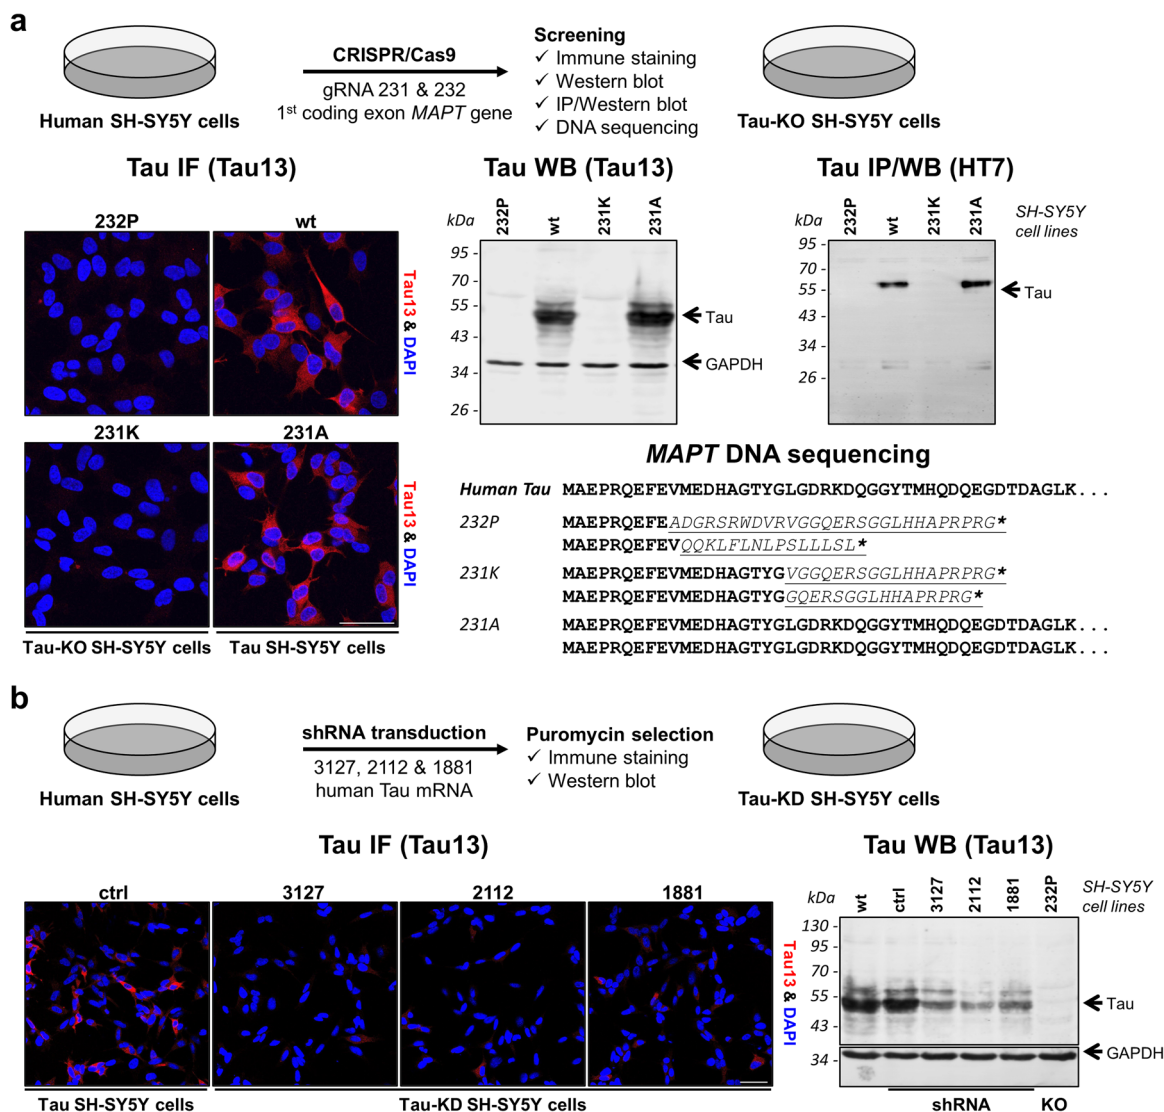 a
Human SH-SY5Y cells
CRISPR/Cas9
gRNA 231 & 232
1st coding exon MAPT gene
Screening
✓ Immune staining
✓ Western blot
✓ IP/Western blot
✓ DNA sequencing
Tau-KO SH-SY5Y cells
Tau IF (Tau13)
232P
wt
Tau13 & DAPI
231K
231A
Tau13 & DAPI
Tau-KO SH-SY5Y cells
Tau SH-SY5Y cells
Tau WB (Tau13)
kDa
232P
wt
231K
231A
95 -
70 -
55 -
43 -
34 -
26 -
Tau
GAPDH
Tau IP/WB (HT7)
kDa
232P
wt
231K
231A
SH-SY5Y
cell lines
95 -
70 -
55 -
43 -
34 -
26 -
Tau
MAPT DNA sequencing
Human Tau MAEPRQEFEVMEDHAGTYGLGDRKDQGGYTMHQDQEGDTDAGLK...
232P MAEPRQEFEADGRSRWDVRVGGQERSGGLHHAPRPRG*
MAEPRQEFEVQQKLFLNLPSLLLSL*
231K MAEPRQEFEVMEDHAGTYGVGGQERSGGLHHAPRPRG*
MAEPRQEFEVMEDHAGTYGGQERSGGLHHAPRPRG*
231A MAEPRQEFEVMEDHAGTYGLGDRKDQGGYTMHQDQEGDTDAGLK...
MAEPRQEFEVMEDHAGTYGLGDRKDQGGYTMHQDQEGDTDAGLK...
b
Human SH-SY5Y cells
shRNA transduction
3127, 2112 & 1881
human Tau mRNA
Puromycin selection
✓ Immune staining
✓ Western blot
Tau-KD SH-SY5Y cells
Tau IF (Tau13)
ctrl
3127
2112
1881
Tau13 & DAPI
Tau SH-SY5Y cells
Tau-KD SH-SY5Y cells
Tau WB (Tau13)
kDa
wt
ctrl
3127
2112
1881
232P
SH-SY5Y
cell lines
130 -
95 -
70 -
55 -
43 -
34 -
Tau
GAPDH
shRNA
KO